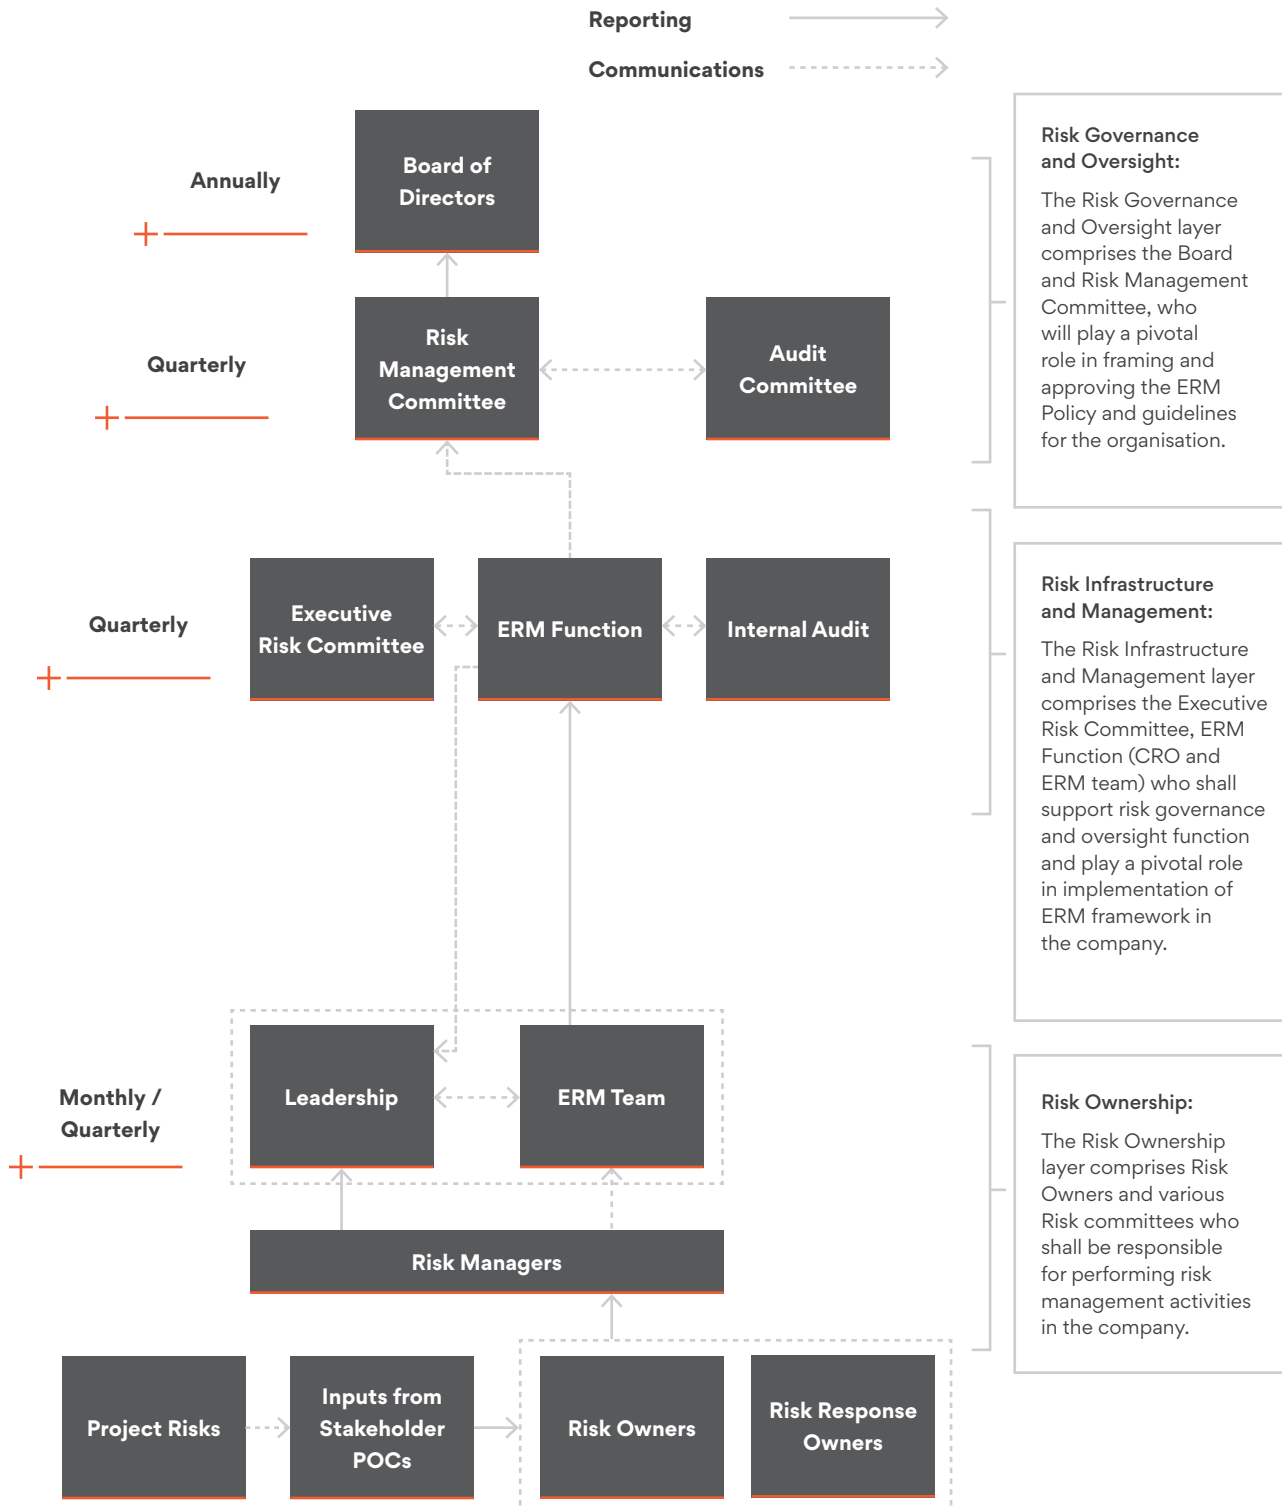 Reporting
Communications
Annually
Board of
Directors
Quarterly
Risk
Management
Committee
Audit
Committee
Risk Governance
and Oversight:
The Risk Governance
and Oversight layer
comprises the Board
and Risk Management
Committee, who
will play a pivotal
role in framing and
approving the ERM
Policy and guidelines
for the organisation.
Quarterly
Executive
Risk Committee
ERM Function
Internal Audit
Risk Infrastructure
and Management:
The Risk Infrastructure
and Management layer
comprises the Executive
Risk Committee, ERM
Function (CRO and
ERM team) who shall
support risk governance
and oversight function
and play a pivotal role
in implementation of
ERM framework in
the company.
Monthly /
Quarterly
Leadership
ERM Team
Risk Managers
Risk Ownership:
The Risk Ownership
layer comprises Risk
Owners and various
Risk committees who
shall be responsible
for performing risk
management activities
in the company.
Project Risks
Inputs from
Stakeholder
POCs
Risk Owners
Risk Response
Owners